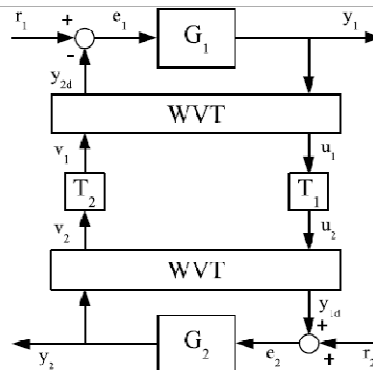 r1 + e1 G1 y1
-
y2d
WVT
v1 u1
T2 T1
v2 u2
WVT
y1d
+
y2 G2 e2 + r2